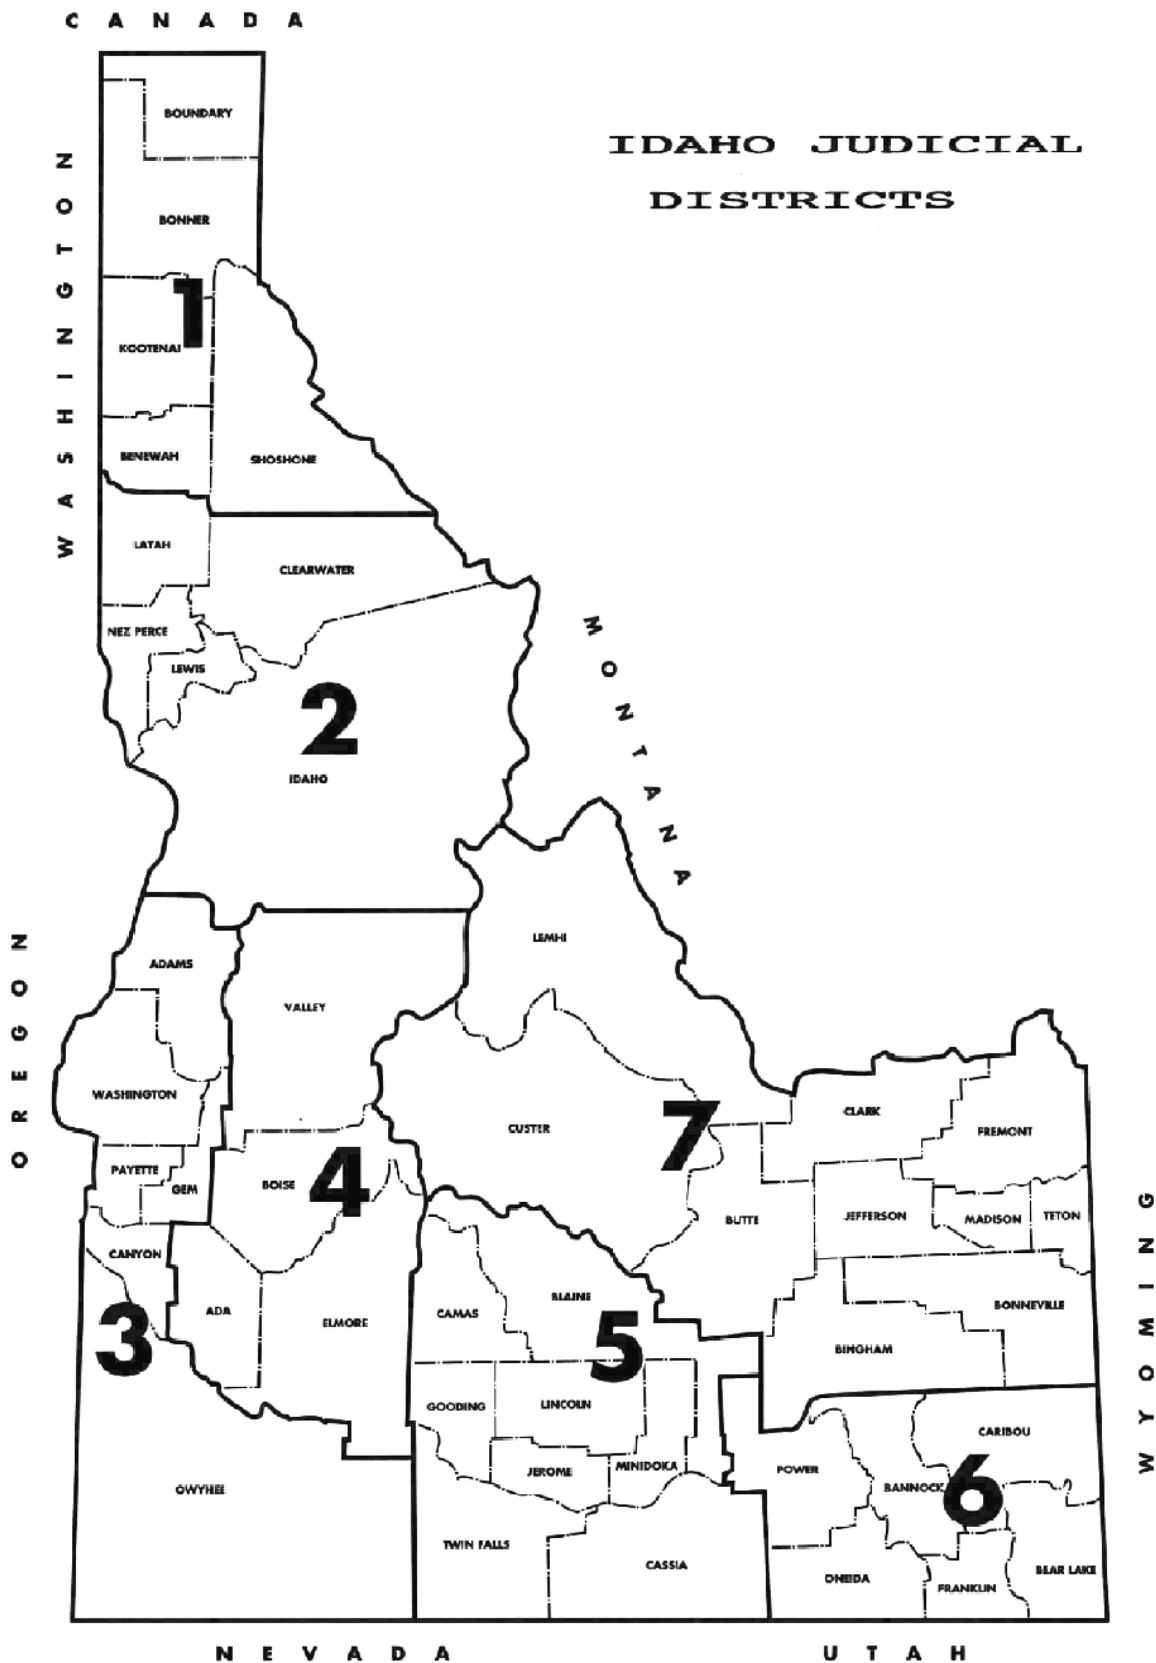 CANADA
IDAHO JUDICIAL
DISTRICTS
WASHINGTON
BOUNDARY
BONNER
1
KOOTENAI
BENEWAH
SHOSHONE
LATAH
CLEARWATER
NEZ PERCE
LEWIS
2
IDAHO
MONTANA
OREGON
ADAMS
VALLEY
LEMHI
WASHINGTON
CUSTER
7
CLARK
FREMONT
PAYETTE
GEM
BOISE
4
BUTTE
JEFFERSON
MADISON
TETON
WYOMING
CANYON
3
ADA
ELMORE
CAMAS
BLAINE
5
BONNEVILLE
BINGHAM
GOODING
LINCOLN
CARIBOU
OWYHEE
JEROME
MINIDOKA
POWER
BANNOCK
6
TWIN FALLS
CASSIA
ONEIDA
FRANKLIN
BEAR LAKE
NEVADA
UTAH